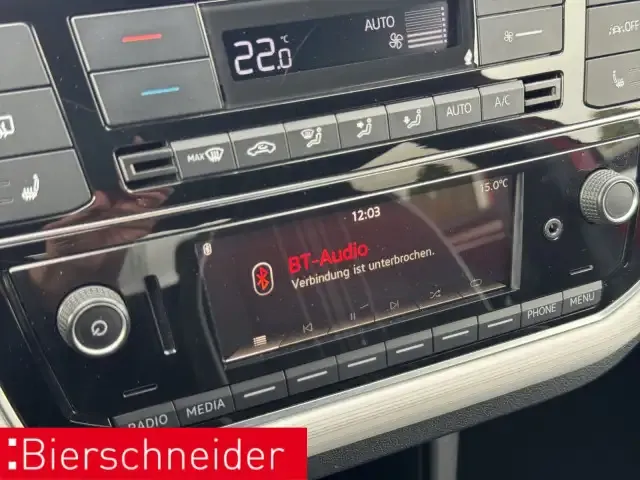 22.0 °C
AUTO
OFF
MAX
AUTO
A/C
12:03
15.0°C
BT-Audio
Verbindung ist unterbrochen.
RADIO
MEDIA
PHONE
MENU
Bierschneider